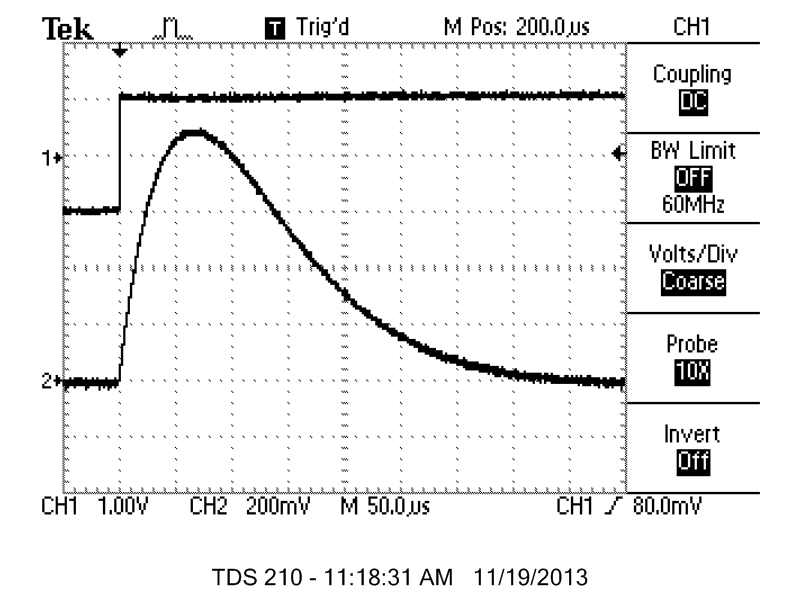 Tek T Trig'd M Pos: 200.0µs CH1
Coupling
DC
BW Limit
OFF
60MHz
Volts/Div
Coarse
Probe
10X
Invert
Off
1
2
CH1 1.00V CH2 200mV M 50.0µs CH1 80.0mV
TDS 210 - 11:18:31 AM 11/19/2013